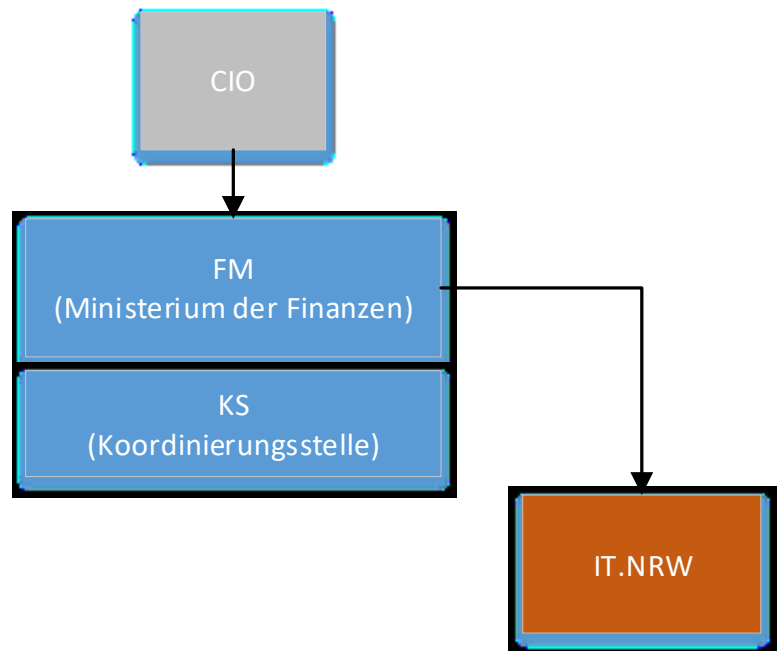 CIO
FM
(Ministerium der Finanzen)
KS
(Koordinierungsstelle)
IT.NRW